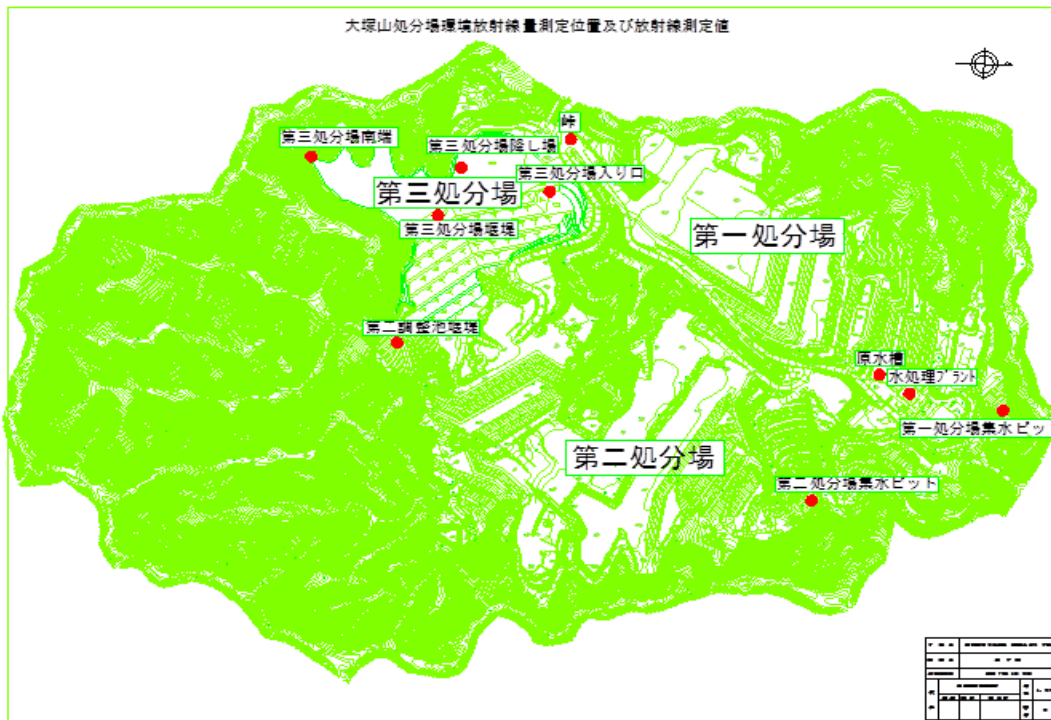 大塚山処分場環境放射線量測定位置及び放射線測定値
峠
第三処分場南端
第三処分場降し場
第三処分場入り口
第三処分場
第三処分場堰堤
第一処分場
第二調整池堰堤
原水槽
水処理プラント
第一処分場集水ピッ
第二処分場
第二処分場集水ピット